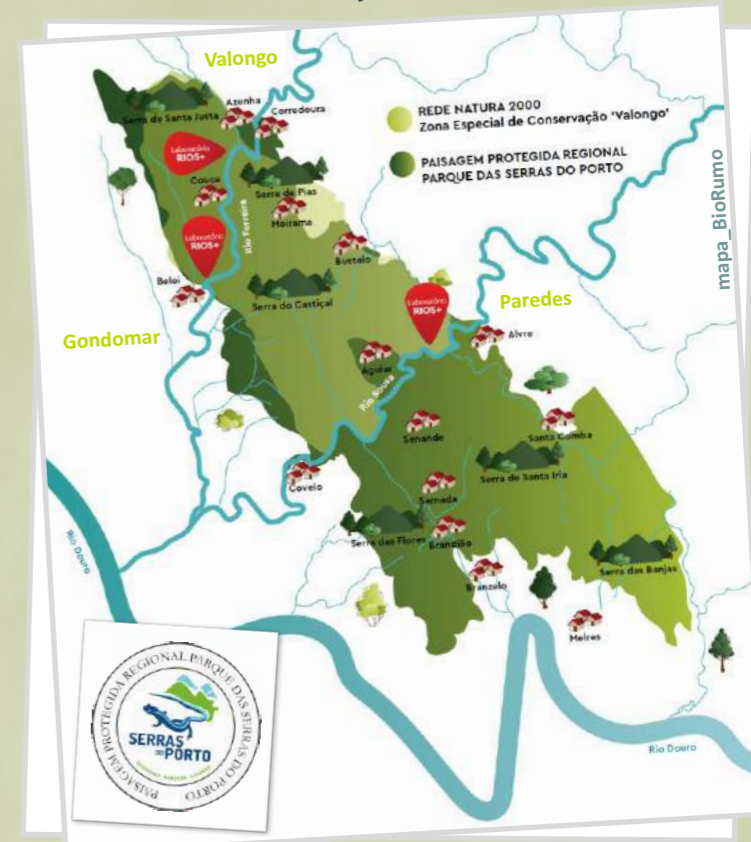 Valongo
Azenha
Corredoura
Serra de Santa Justa
REDE NATURA 2000
Zona Especial de Conservação 'Valongo'
PAISAGEM PROTEGIDA REGIONAL
PARQUE DAS SERRAS DO PORTO
Laboratório
RIOS+
Couce
Serra de Pias
Moirama
Rio Ferreira
Laboratório
RIOS+
Bustelo
Beloi
Serra do Castiçal
Laboratório
RIOS+
Paredes
Gondomar
Alvre
Aguiar
Rio Sousa
Senande
Santa Comba
Serra de Santa Iria
Covelo
Sarnada
Serra das Flores
Brandião
Serra das Banjas
Branzelo
Melres
Rio Douro
Rio Douro
mapa_BioRumo
PAISAGEM PROTEGIDA REGIONAL PARQUE DAS SERRAS DO PORTO
SERRAS
DO PORTO